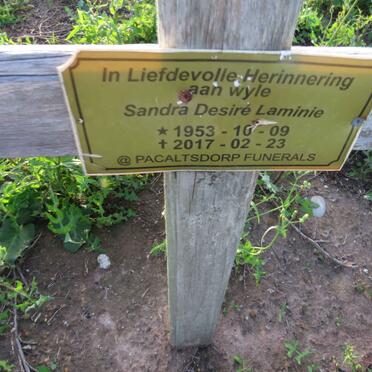 In Liefdevolle Herinnering
aan wyle
Sandra Desiré Laminie
★ 1953 - 10 - 09
✝ 2017 - 02 - 23
@ PACALTSDORP FUNERALS